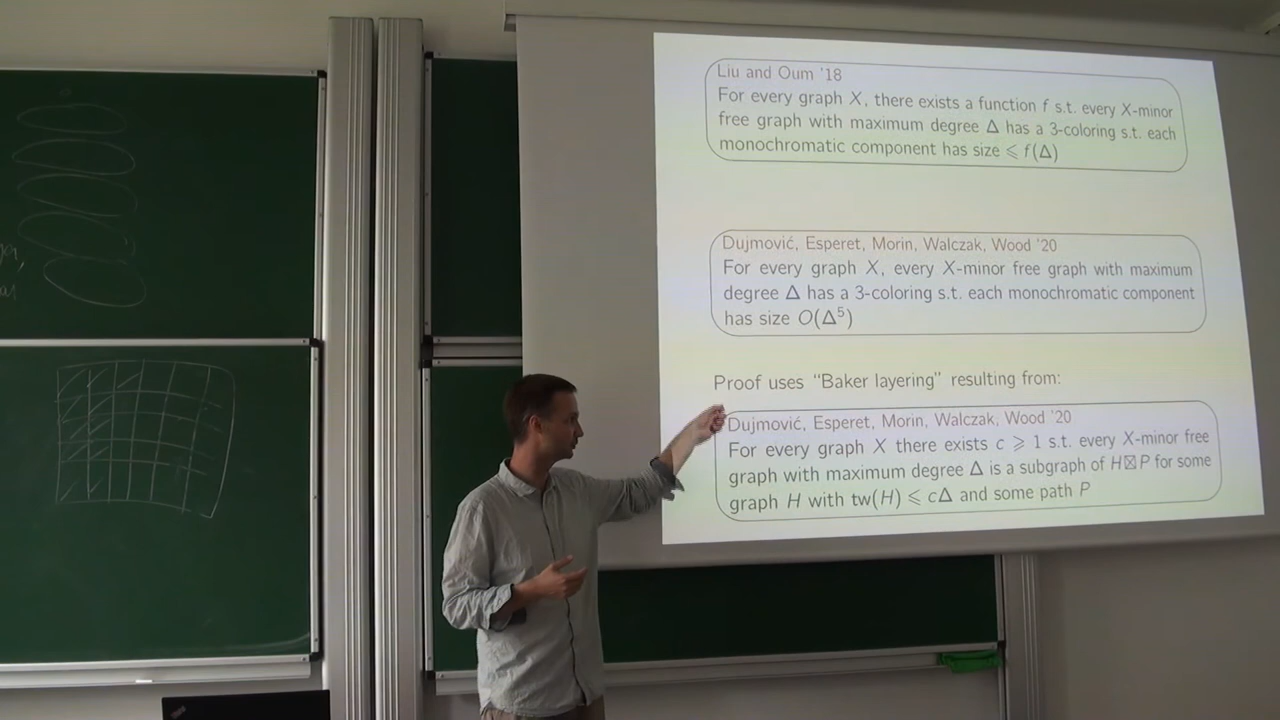 Liu and Oum '18
For every graph X, there exists a function f s.t. every X-minor
free graph with maximum degree Δ has a 3-coloring s.t. each
monochromatic component has size ⩽ f(Δ)
Dujmović, Esperet, Morin, Walczak, Wood '20
For every graph X, every X-minor free graph with maximum
degree Δ has a 3-coloring s.t. each monochromatic component
has size O(Δ⁵)
Proof uses “Baker layering” resulting from:
Dujmović, Esperet, Morin, Walczak, Wood '20
For every graph X there exists c ⩾ 1 s.t. every X-minor free
graph with maximum degree Δ is a subgraph of H⊠P for some
graph H with tw(H) ⩽ cΔ and some path P